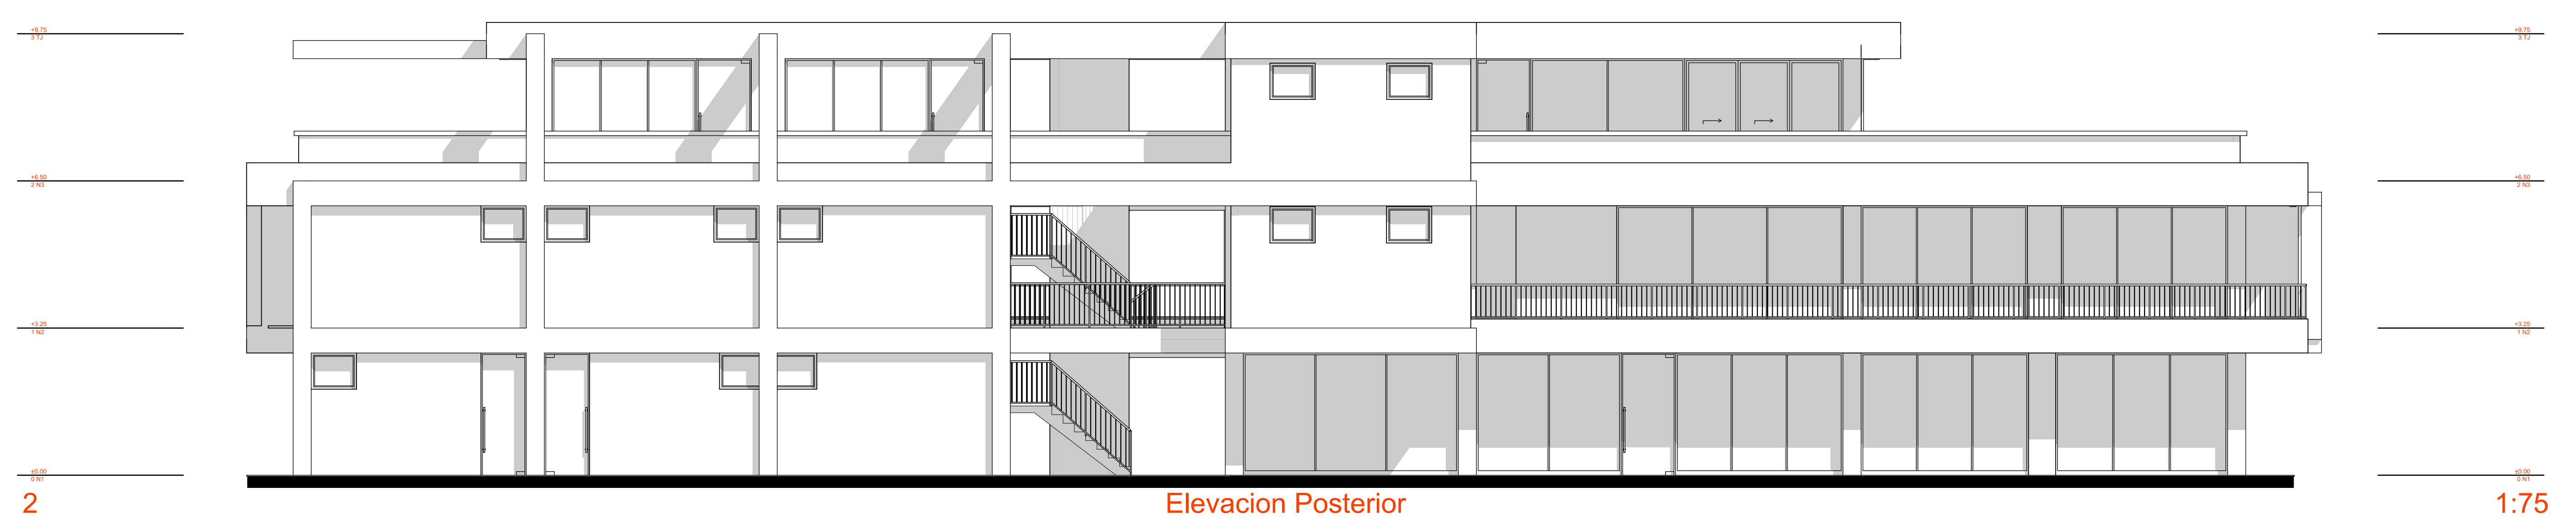 +9.75
3 TJ
+9.75
3 TJ
+6.50
2 N3
+6.50
2 N3
+3.25
1 N2
+3.25
1 N2
±0.00
0 N1
±0.00
0 N1
2
Elevacion Posterior
1:75